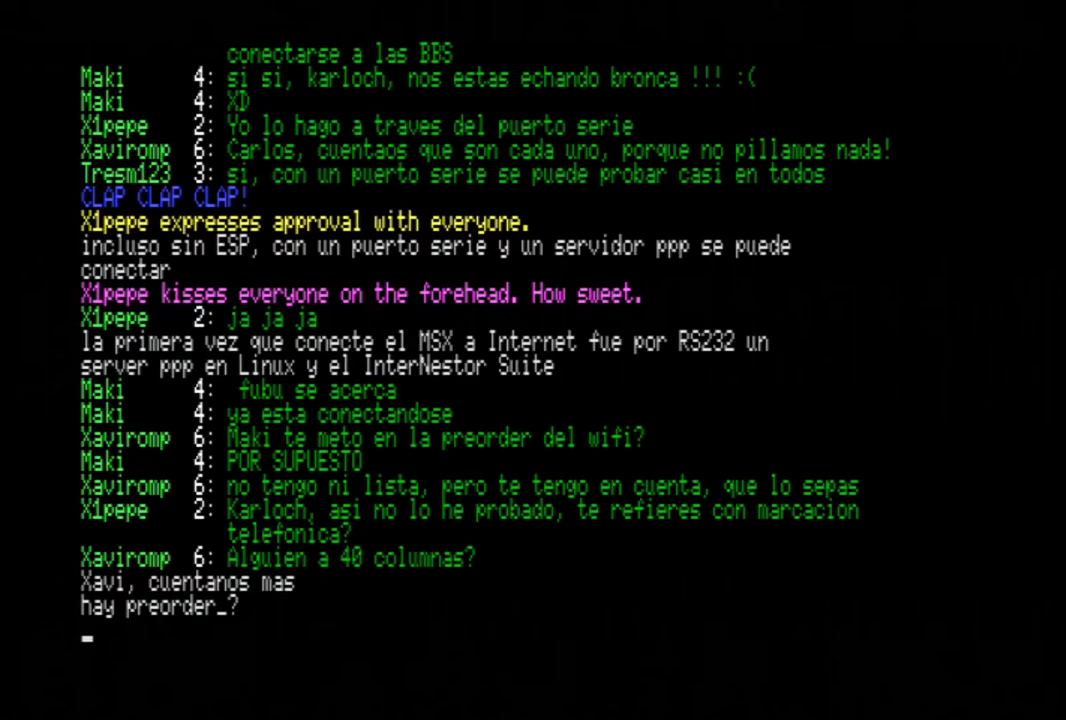 conectarse a las BBS
Maki 4: si si, karloch, nos estas echando bronca !!! :(
Maki 4: XD
X1pepe 2: Yo lo hago a traves del puerto serie
Xaviromp 6: Carlos, cuentaos que son cada uno, porque no pillamos nada!
Tresm123 3: si, con un puerto serie se puede probar casi en todos
CLAP CLAP CLAP!
X1pepe expresses approval with everyone.
incluso sin ESP, con un puerto serie y un servidor ppp se puede
conectar
X1pepe kisses everyone on the forehead. How sweet.
X1pepe 2: ja ja ja
la primera vez que conecte el MSX a Internet fue por RS232 un
server ppp en Linux y el InterNestor Suite
Maki 4: fubu se acerca
Maki 4: ya esta conectandose
Xaviromp 6: Maki te meto en la preorder del wifi?
Maki 4: POR SUPUESTO
Xaviromp 6: no tengo ni lista, pero te tengo en cuenta, que lo sepas
X1pepe 2: Karloch, asi no lo he probado, te refieres con marcacion
telefonica?
Xaviromp 6: Alguien a 40 columnas?
Xavi, cuentanos mas
hay preorder_?